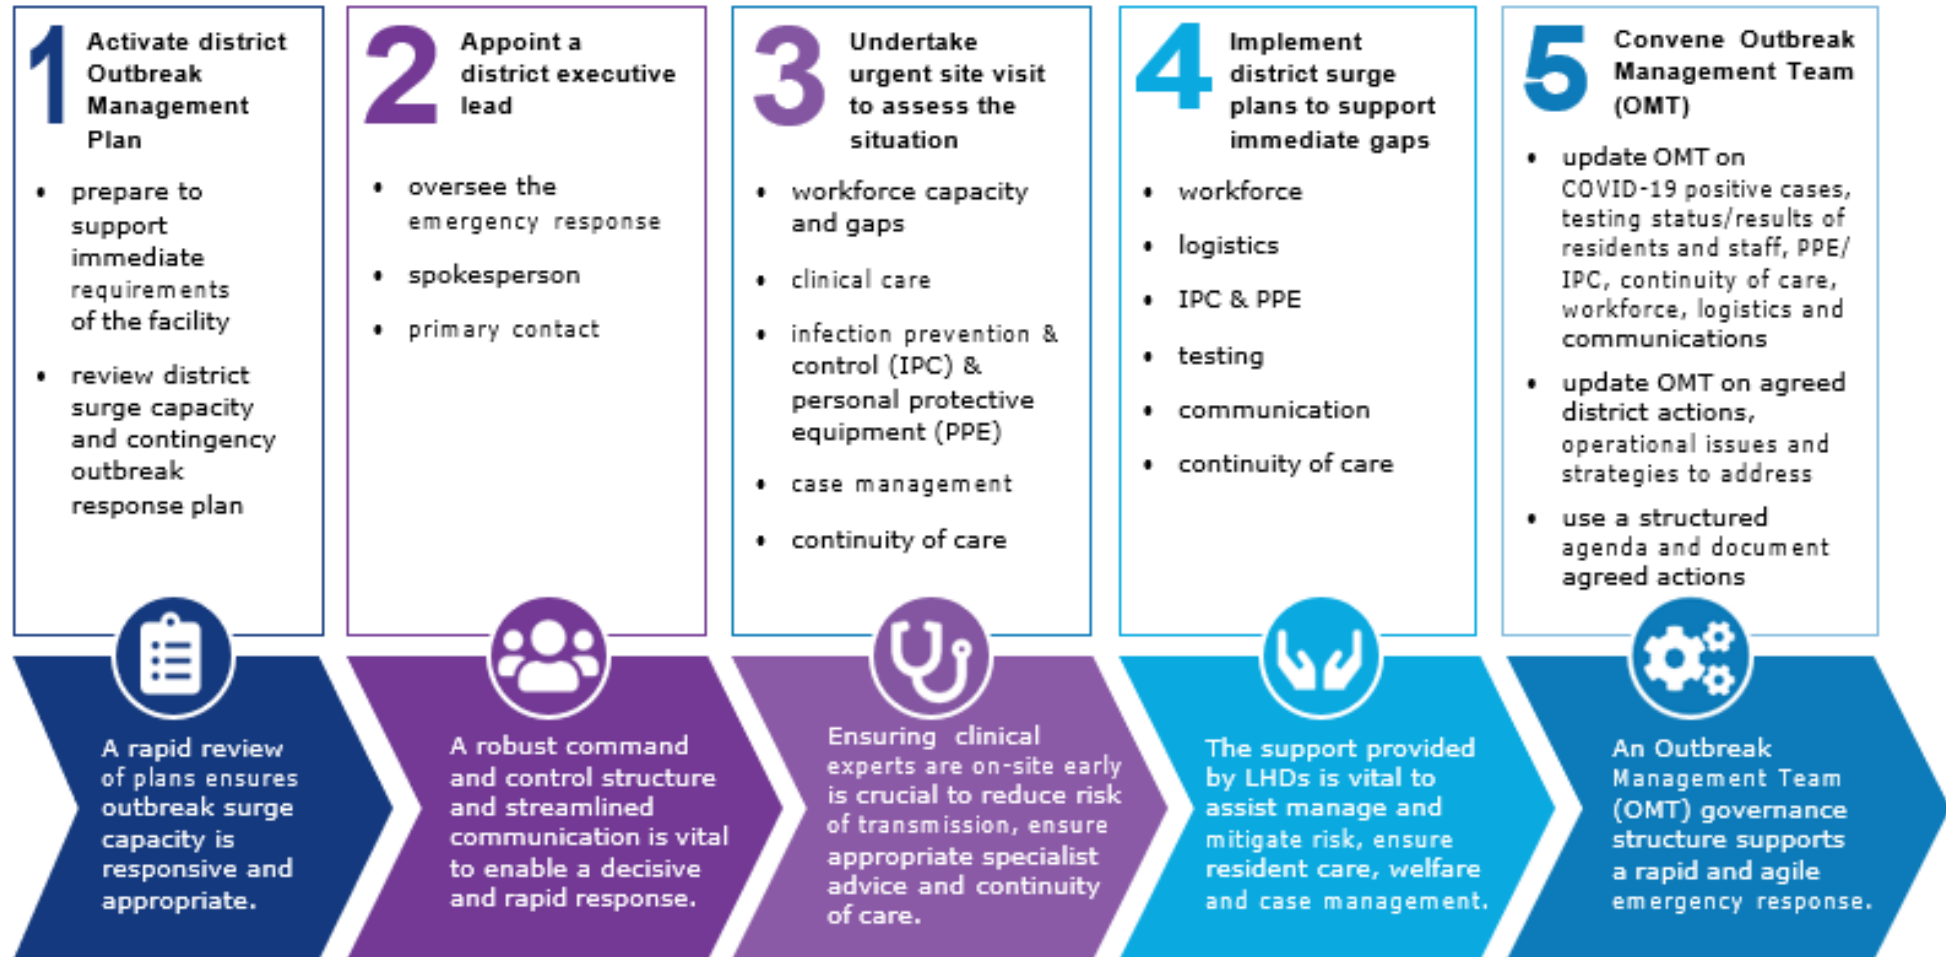 1
Activate district
Outbreak
Management
Plan
• prepare to
support
immediate
requirements
of the facility
• review district
surge capacity
and contingency
outbreak
response plan
A rapid review
of plans ensures
outbreak surge
capacity is
responsive and
appropriate.
2
Appoint a
district executive
lead
• oversee the
emergency response
• spokesperson
• primary contact
A robust command
and control structure
and streamlined
communication is vital
to enable a decisive
and rapid response.
3
Undertake
urgent site visit
to assess the
situation
• workforce capacity
and gaps
• clinical care
• infection prevention &
control (IPC) &
personal protective
equipment (PPE)
• case management
• continuity of care
Ensuring clinical
experts are on-site early
is crucial to reduce risk
of transmission, ensure
appropriate specialist
advice and continuity
of care.
4
Implement
district surge
plans to support
immediate gaps
• workforce
• logistics
• IPC & PPE
• testing
• communication
• continuity of care
The support provided
by LHDs is vital to
assist manage and
mitigate risk, ensure
resident care, welfare
and case management.
5
Convene Outbreak
Management Team
(OMT)
• update OMT on
COVID-19 positive cases,
testing status/results of
residents and staff, PPE/
IPC, continuity of care,
workforce, logistics and
communications
• update OMT on agreed
district actions,
operational issues and
strategies to address
• use a structured
agenda and document
agreed actions
An Outbreak
Management Team
(OMT) governance
structure supports
a rapid and agile
emergency response.